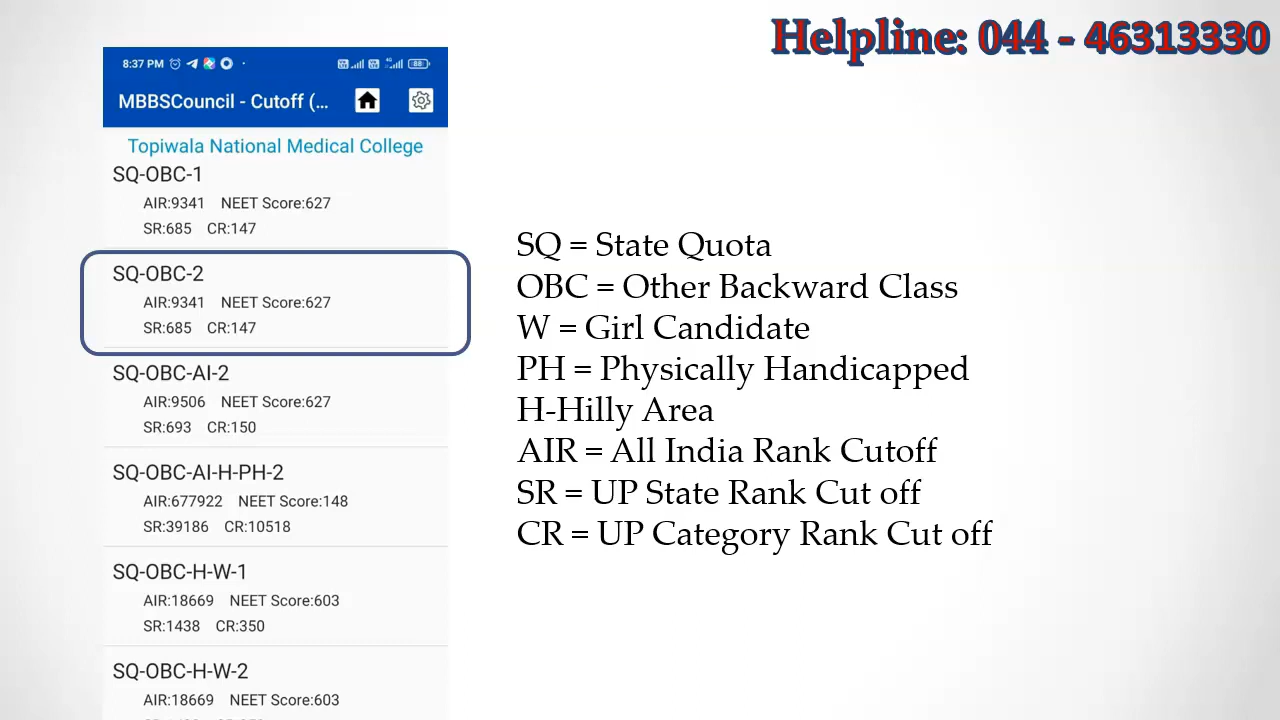 Helpline: 044 - 46313330
8:37 PM
88
MBBSCouncil - Cutoff (...
Topiwala National Medical College
SQ-OBC-1
AIR:9341 NEET Score:627
SR:685 CR:147
SQ-OBC-2
AIR:9341 NEET Score:627
SR:685 CR:147
SQ-OBC-AI-2
AIR:9506 NEET Score:627
SR:693 CR:150
SQ-OBC-AI-H-PH-2
AIR:677922 NEET Score:148
SR:39186 CR:10518
SQ-OBC-H-W-1
AIR:18669 NEET Score:603
SR:1438 CR:350
SQ-OBC-H-W-2
AIR:18669 NEET Score:603
SQ = State Quota
OBC = Other Backward Class
W = Girl Candidate
PH = Physically Handicapped
H-Hilly Area
AIR = All India Rank Cutoff
SR = UP State Rank Cut off
CR = UP Category Rank Cut off